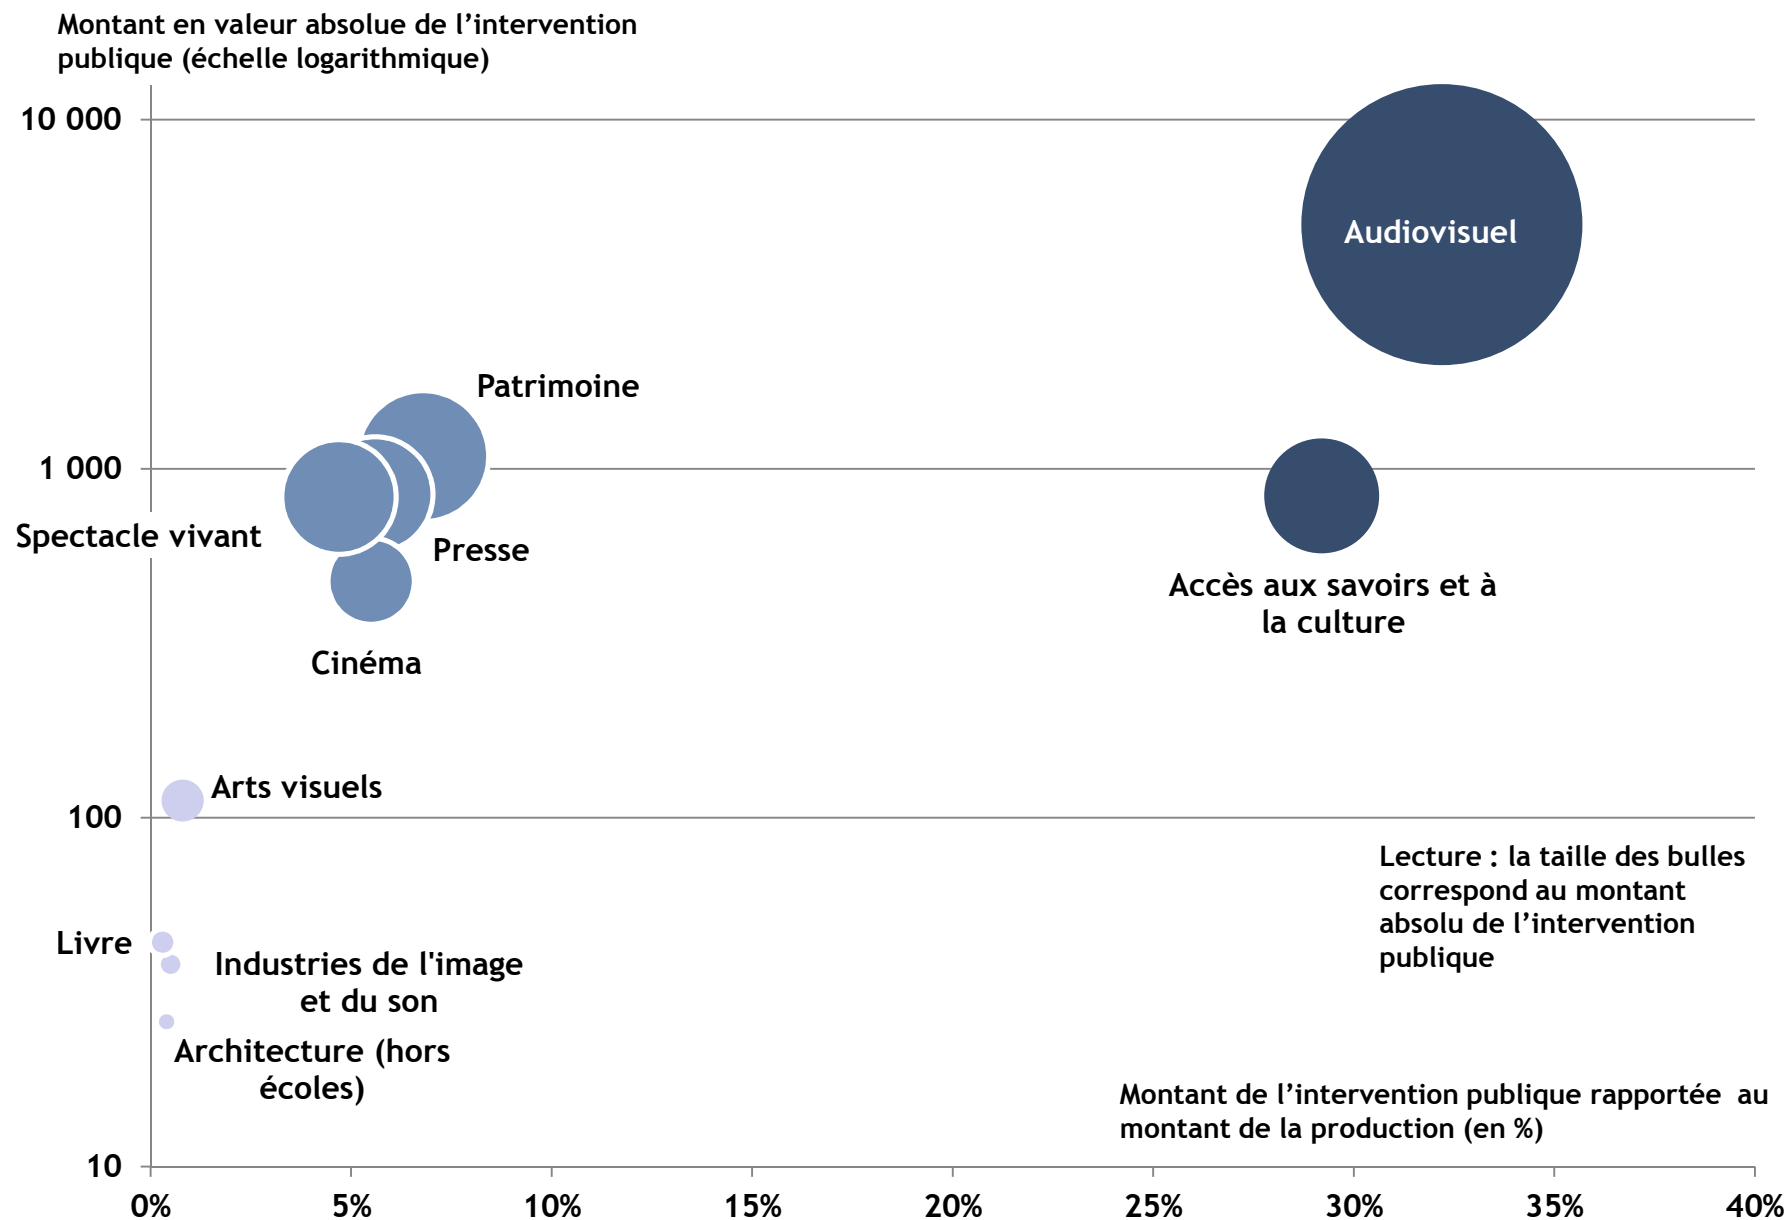 Montant en valeur absolue de l’intervention
publique (échelle logarithmique)
10 000
Audiovisuel
Patrimoine
1 000
Spectacle vivant
Presse
Accès aux savoirs et à
la culture
Cinéma
Arts visuels
100
Lecture : la taille des bulles
correspond au montant
absolu de l’intervention
publique
Livre
Industries de l'image
et du son
Architecture (hors
écoles)
Montant de l’intervention publique rapportée au
montant de la production (en %)
10
0% 5% 10% 15% 20% 25% 30% 35% 40%